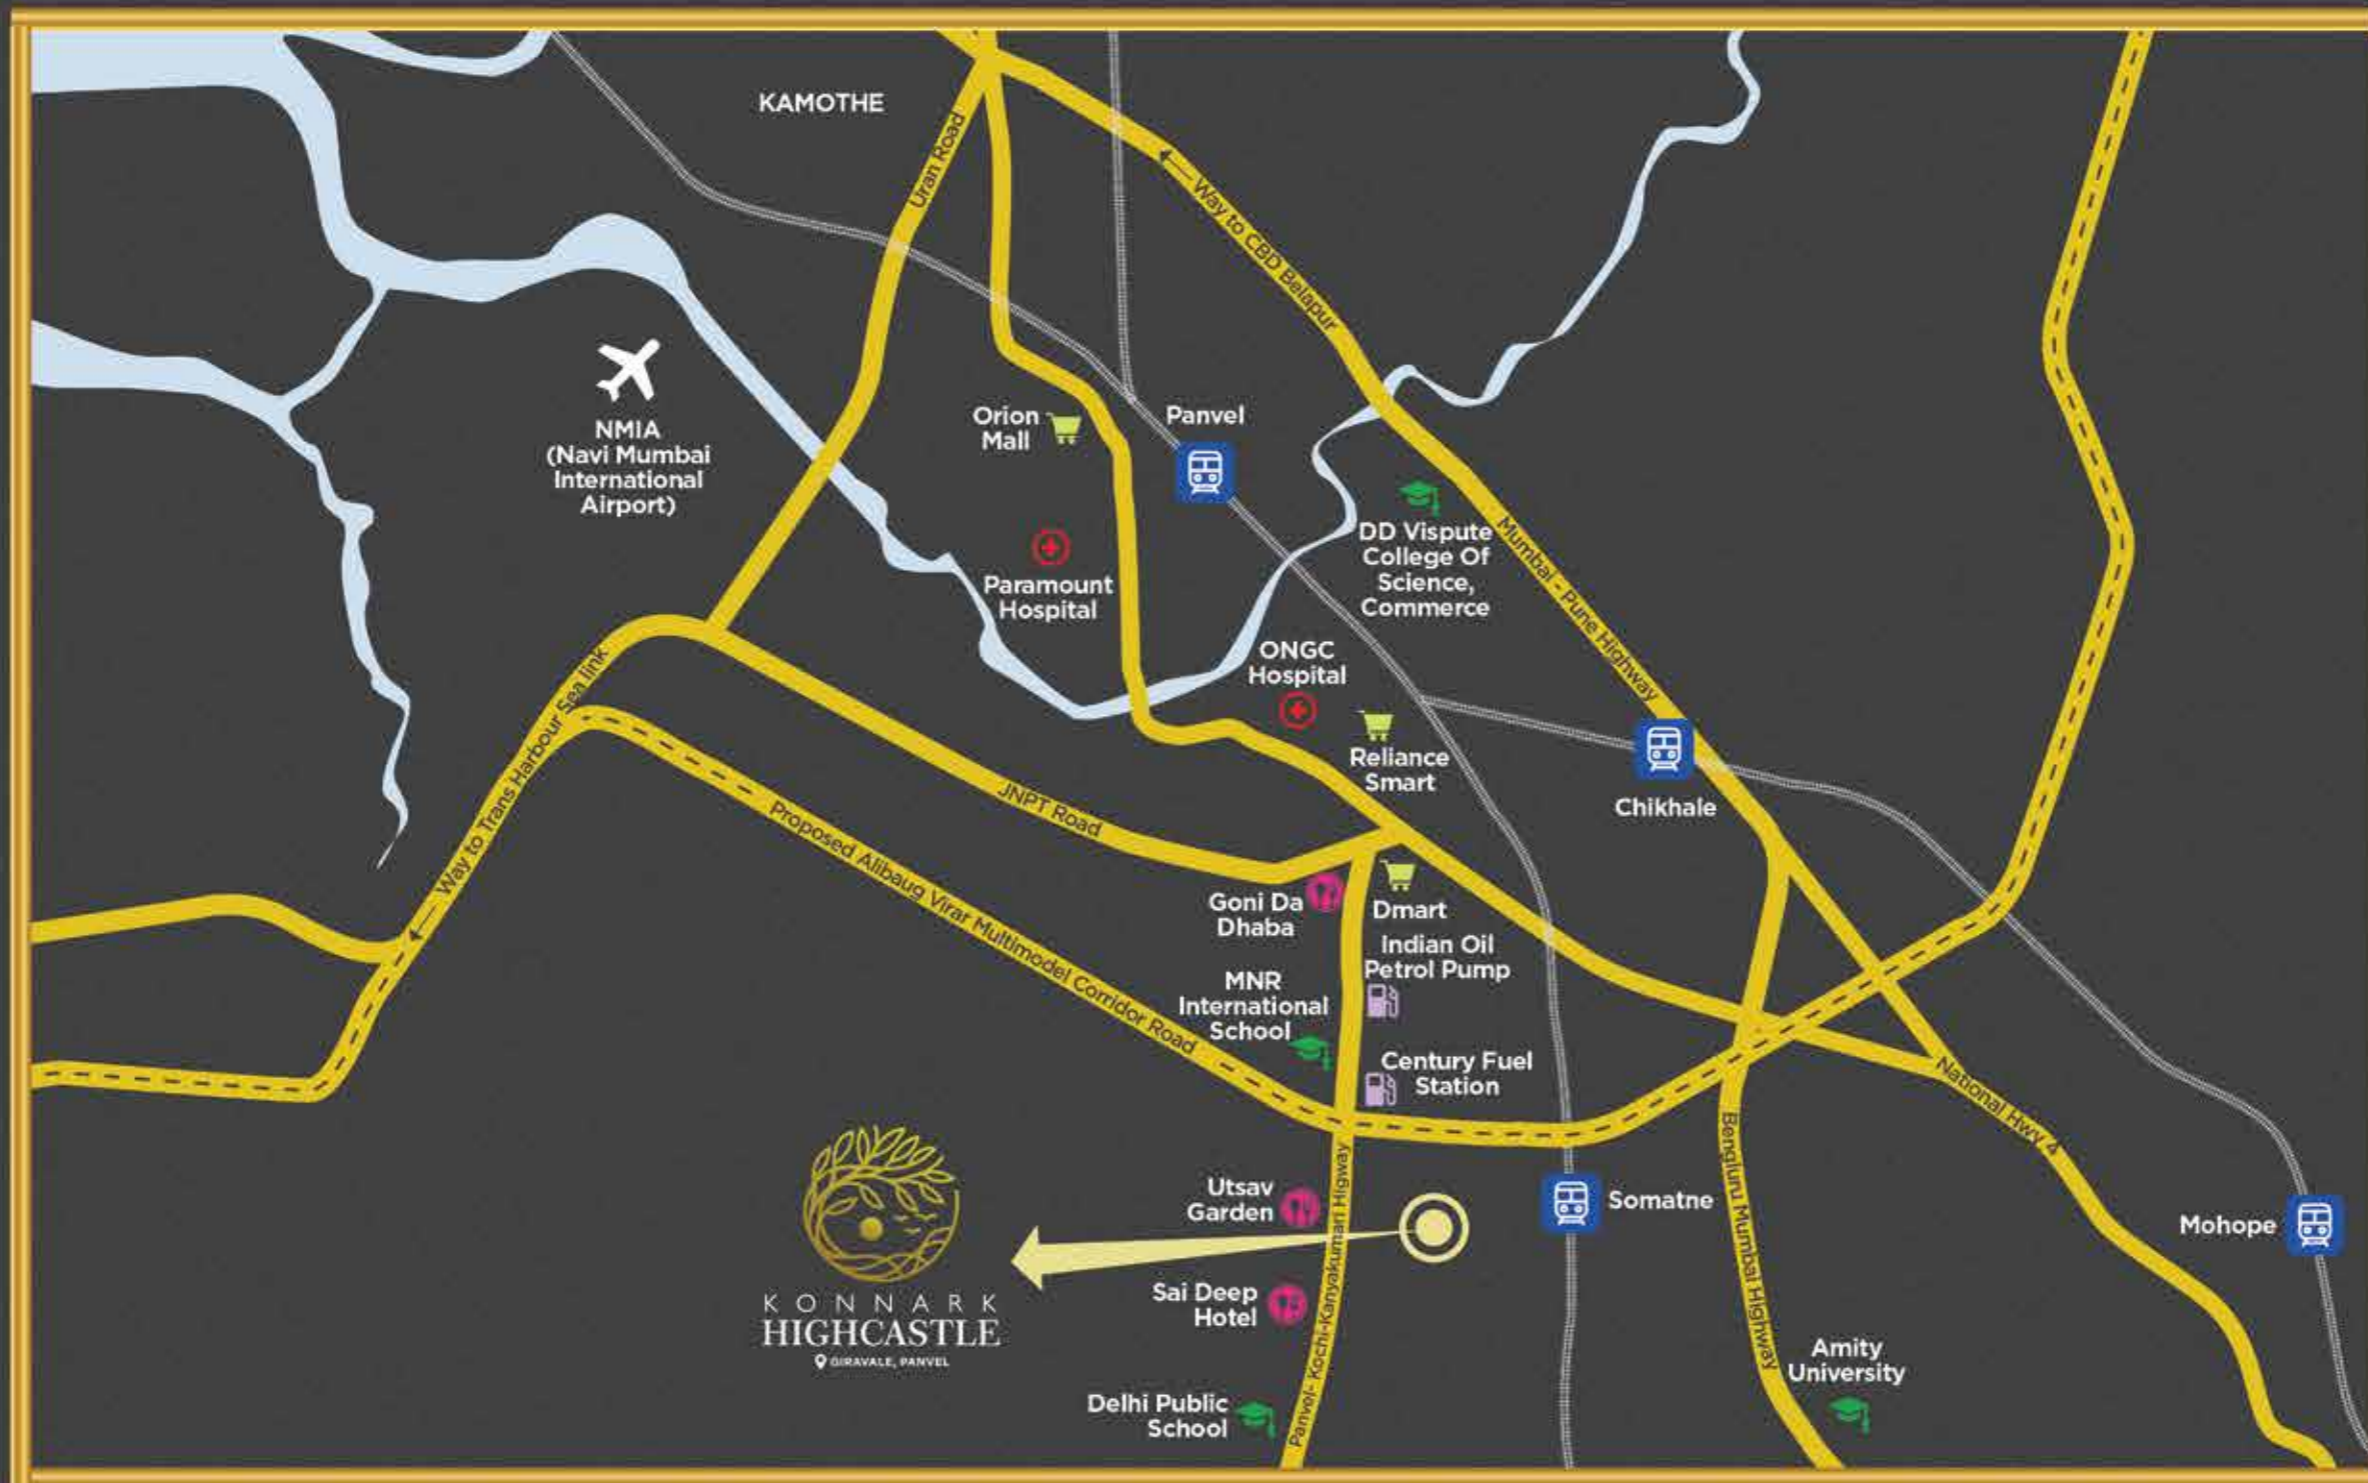 KAMOTHE
Uran Road
Way to CBD Belapur
NMIA
(Navi Mumbai
International
Airport)
Orion
Mall
Panvel
Paramount
Hospital
DD Vispute
College Of
Science,
Commerce
Mumbai - Pune Highway
ONGC
Hospital
Reliance
Smart
Chikhale
Way to Trans Harbour Sea link
JNPT Road
Proposed Alibaug Virar Multimodel Corridor Road
Goni Da
Dhaba
Dmart
Indian Oil
Petrol Pump
MNR
International
School
Century Fuel
Station
National Hwy 4
Bengluru Mumbai Highway
Utsav
Garden
Somatne
Mohope
Panvel- Kochi-Kanyakumari Higway
Sai Deep
Hotel
KONNARK
HIGHCASTLE
GIRAVALE, PANVEL
Delhi Public
School
Amity
University